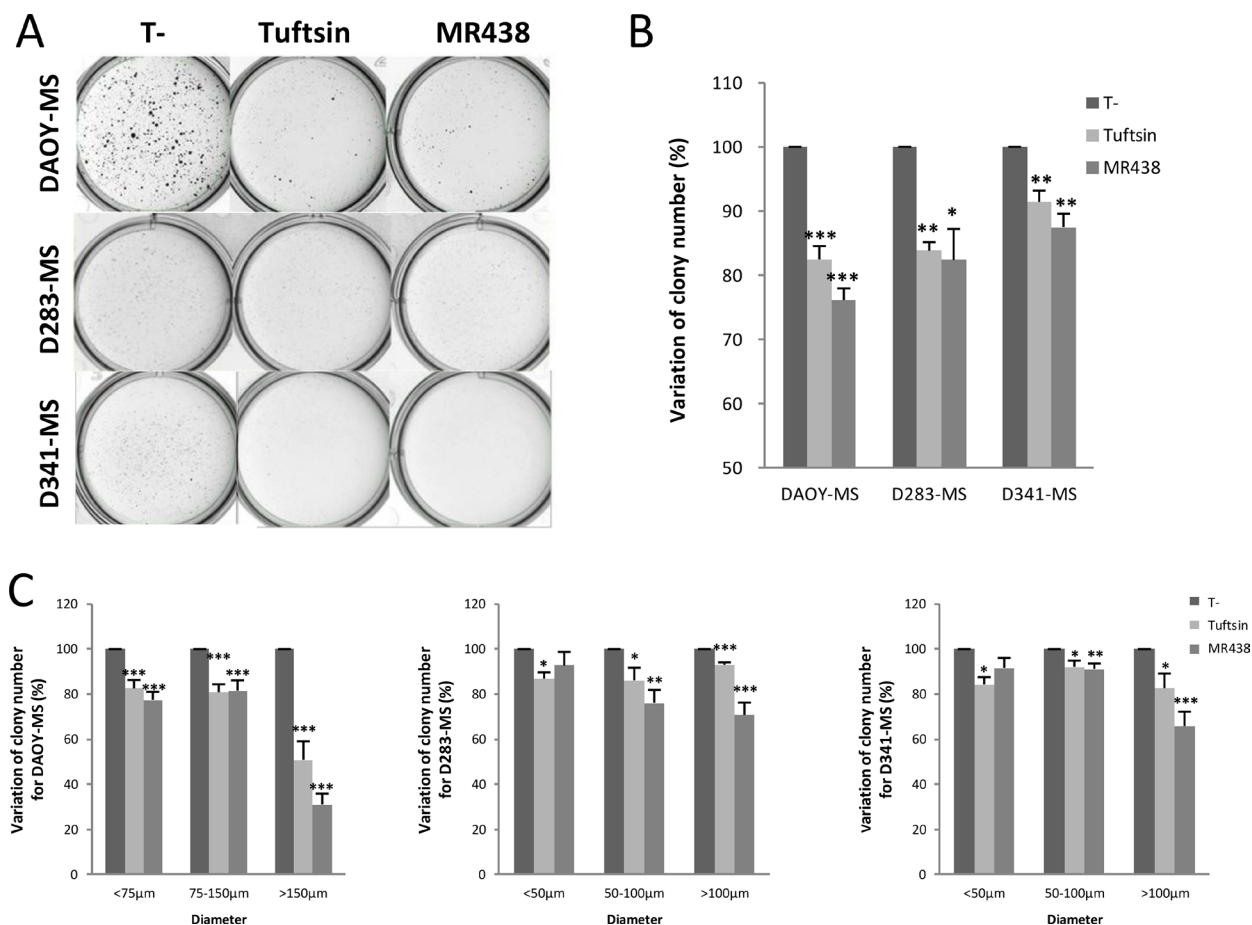 A
T-
Tuftsin
MR438
DAOY-MS
D283-MS
D341-MS
B
Variation of clony number (%)
110
100
90
80
70
60
50
***
***
**
*
**
**
DAOY-MS
D283-MS
D341-MS
T-
Tuftsin
MR438
C
Variation of clony number
for DAOY-MS (%)
120
100
80
60
40
20
0
***
***
***
***
***
***
<75μm
75-150μm
>150μm
Diameter
Variation of clony number
for D283-MS (%)
120
100
80
60
40
20
0
*
*
**
***
***
<50μm
50-100μm
>100μm
Diameter
Variation of clony number
for D341-MS (%)
120
100
80
60
40
20
0
*
*
**
*
***
<50μm
50-100μm
>100μm
Diameter
T-
Tuftsin
MR438